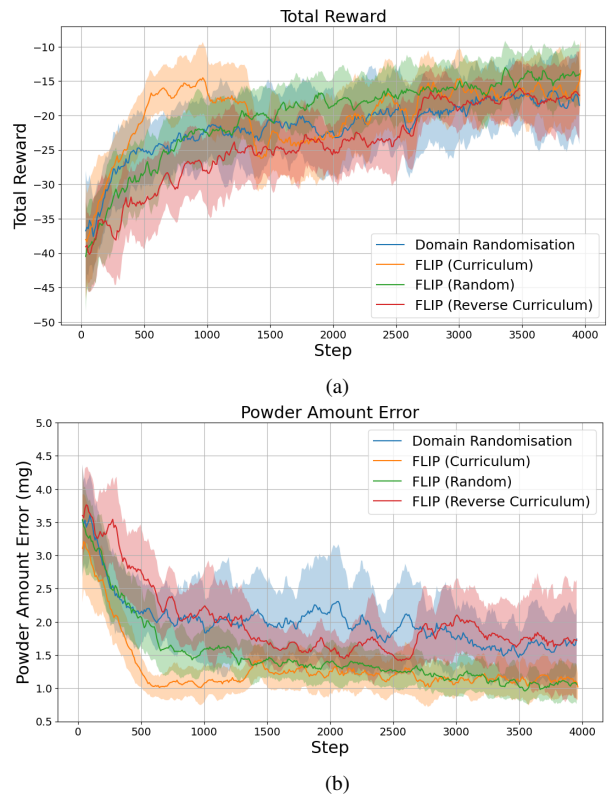 Total Reward
−10
−15
−20
−25
−30
−35
−40
−45
−50
Total Reward
Domain Randomisation
FLIP (Curriculum)
FLIP (Random)
FLIP (Reverse Curriculum)
0 500 1000 1500 2000 2500 3000 3500 4000
Step
(a)
Powder Amount Error
5.0
4.5
4.0
3.5
3.0
2.5
2.0
1.5
1.0
0.5
Powder Amount Error (mg)
Domain Randomisation
FLIP (Curriculum)
FLIP (Random)
FLIP (Reverse Curriculum)
0 500 1000 1500 2000 2500 3000 3500 4000
Step
(b)